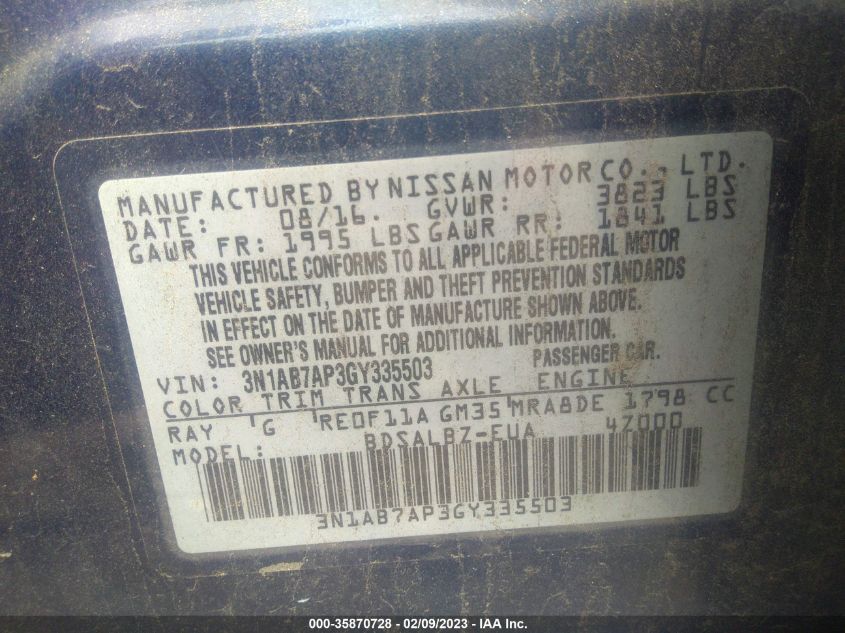 MANUFACTURED BY NISSAN MOTOR CO., LTD.
DATE: 08/16. GVWR: 3823 LBS
GAWR FR: 1995 LBS GAWR RR: 1841 LBS
THIS VEHICLE CONFORMS TO ALL APPLICABLE FEDERAL MOTOR
VEHICLE SAFETY, BUMPER AND THEFT PREVENTION STANDARDS
IN EFFECT ON THE DATE OF MANUFACTURE SHOWN ABOVE.
SEE OWNER'S MANUAL FOR ADDITIONAL INFORMATION.
VIN: 3N1AB7AP3GY335503 PASSENGER CAR.
COLOR TRIM TRANS AXLE ENGINE
RAY G RE0F11A GM35 MRA8DE 1798 CC
MODEL: BDSALBZ-EUA 4Z000
3N1AB7AP3GY335503
000-35870728 — 02/09/2023 — IAA Inc.